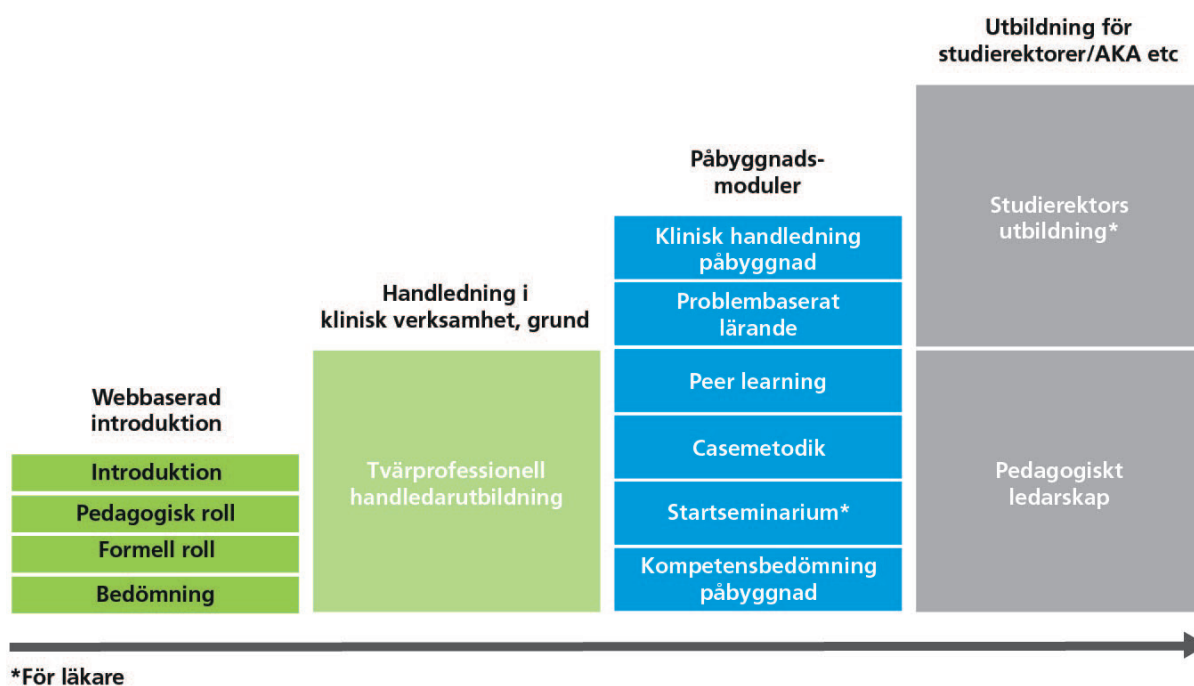 Webbaserad
introduktion
Introduktion
Pedagogisk roll
Formell roll
Bedömning
Handledning i
klinisk verksamhet, grund
Tvärprofessionell
handledarutbildning
Påbyggnads-
moduler
Klinisk handledning
påbyggnad
Problembaserat
lärande
Peer learning
Casemetodik
Startseminarium*
Kompetensbedömning
påbyggnad
Utbildning för
studierektorer/AKA etc
Studierektors
utbildning*
Pedagogiskt
ledarskap
*För läkare